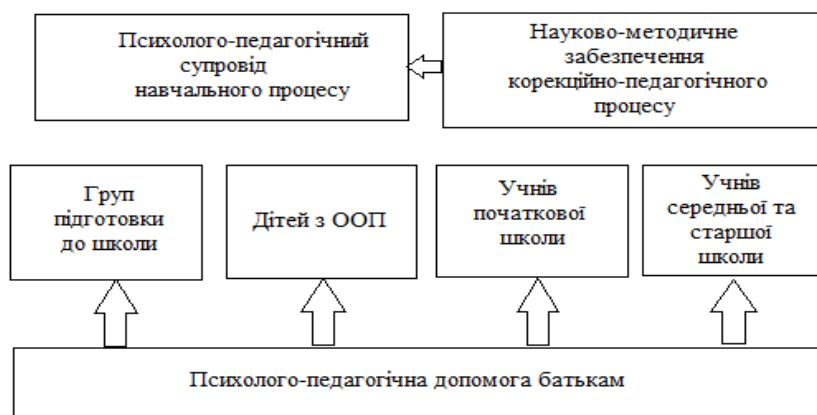 Психолого-педагогічний
супровід
навчального процесу
Науково-методичне
забезпечення
корекційно-педагогічного
процесу
Груп
підготовки
до школи
Дітей з ООП
Учнів
початкової
школи
Учнів
середньої та
старшої
школи
Психолого-педагогічна допомога батькам